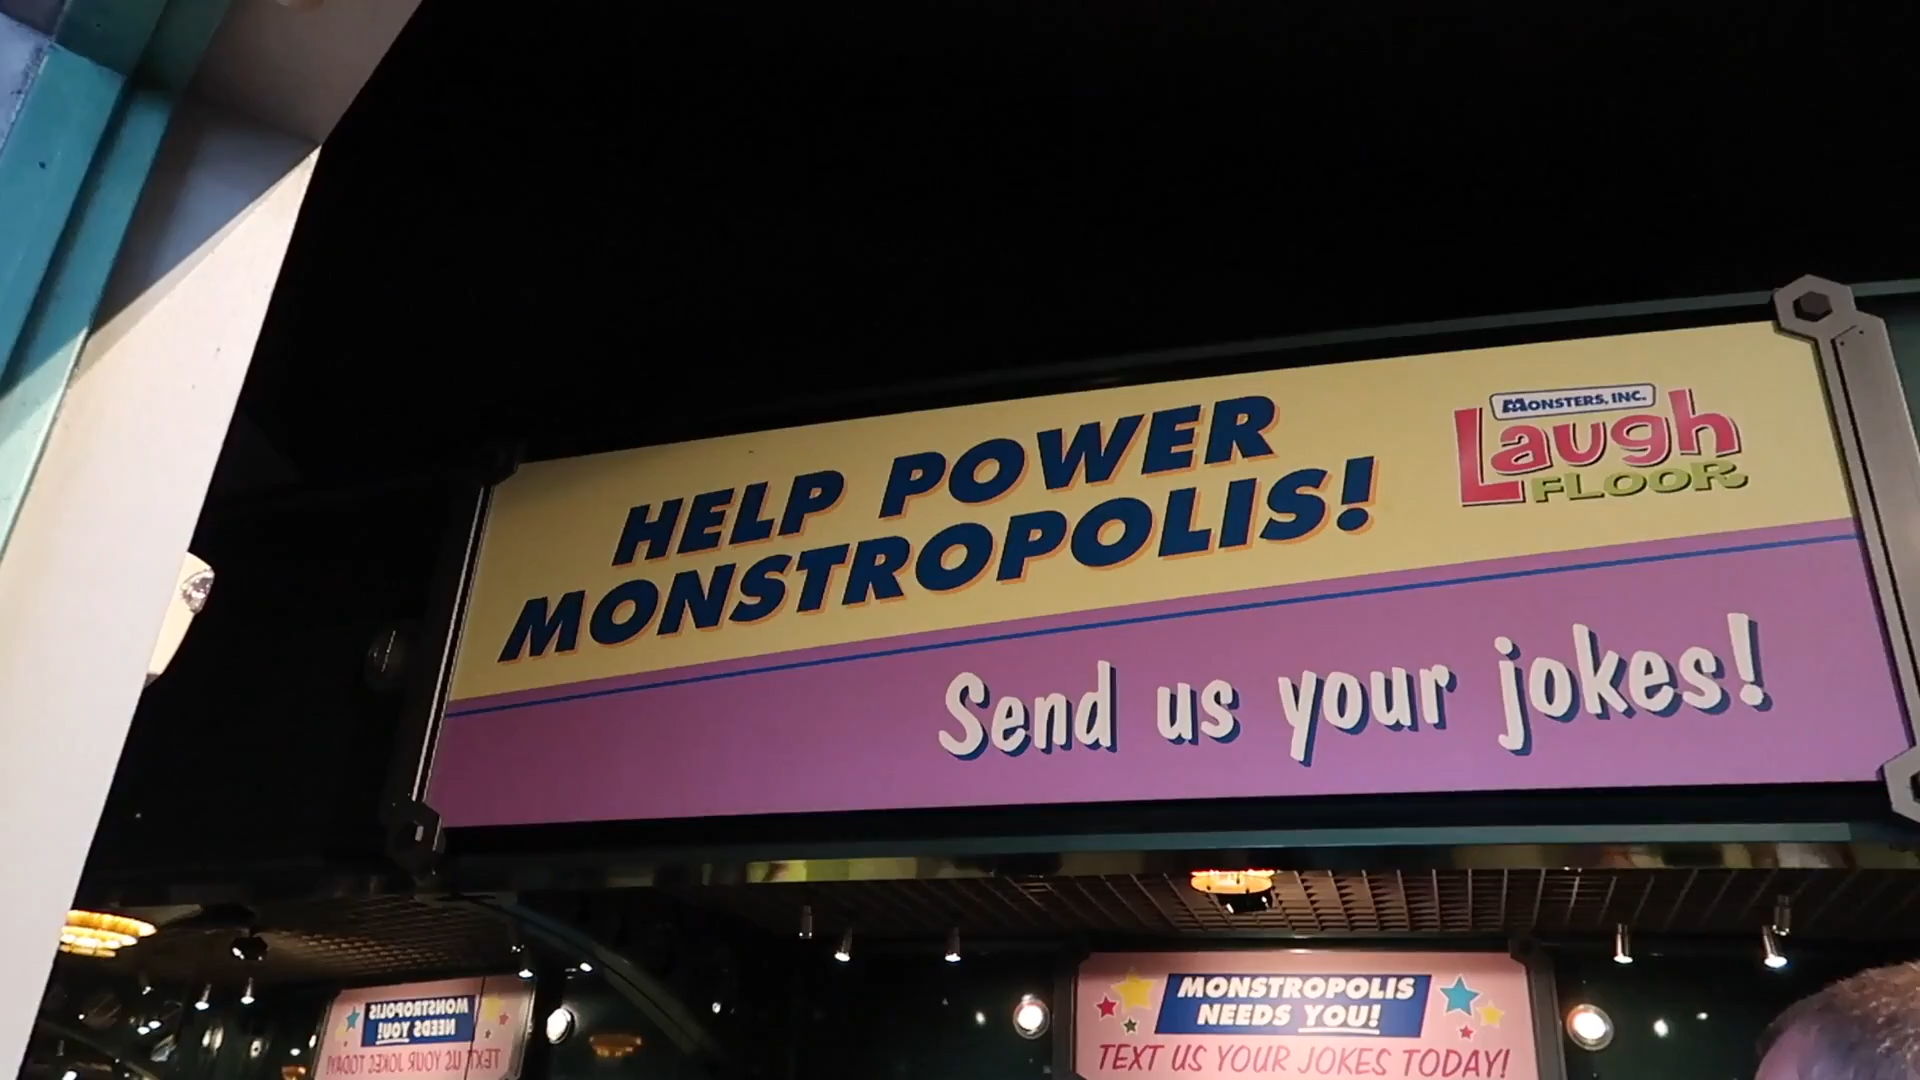 HELP POWER
MONSTROPOLIS!
MONSTERS, INC.
Laugh
FLOOR
Send us your jokes!
MONSTROPOLIS
NEEDS YOU!
TEXT US YOUR JOKES TODAY!
MONSTROPOLIS
NEEDS YOU!
TEXT US YOUR JOKES TODAY!